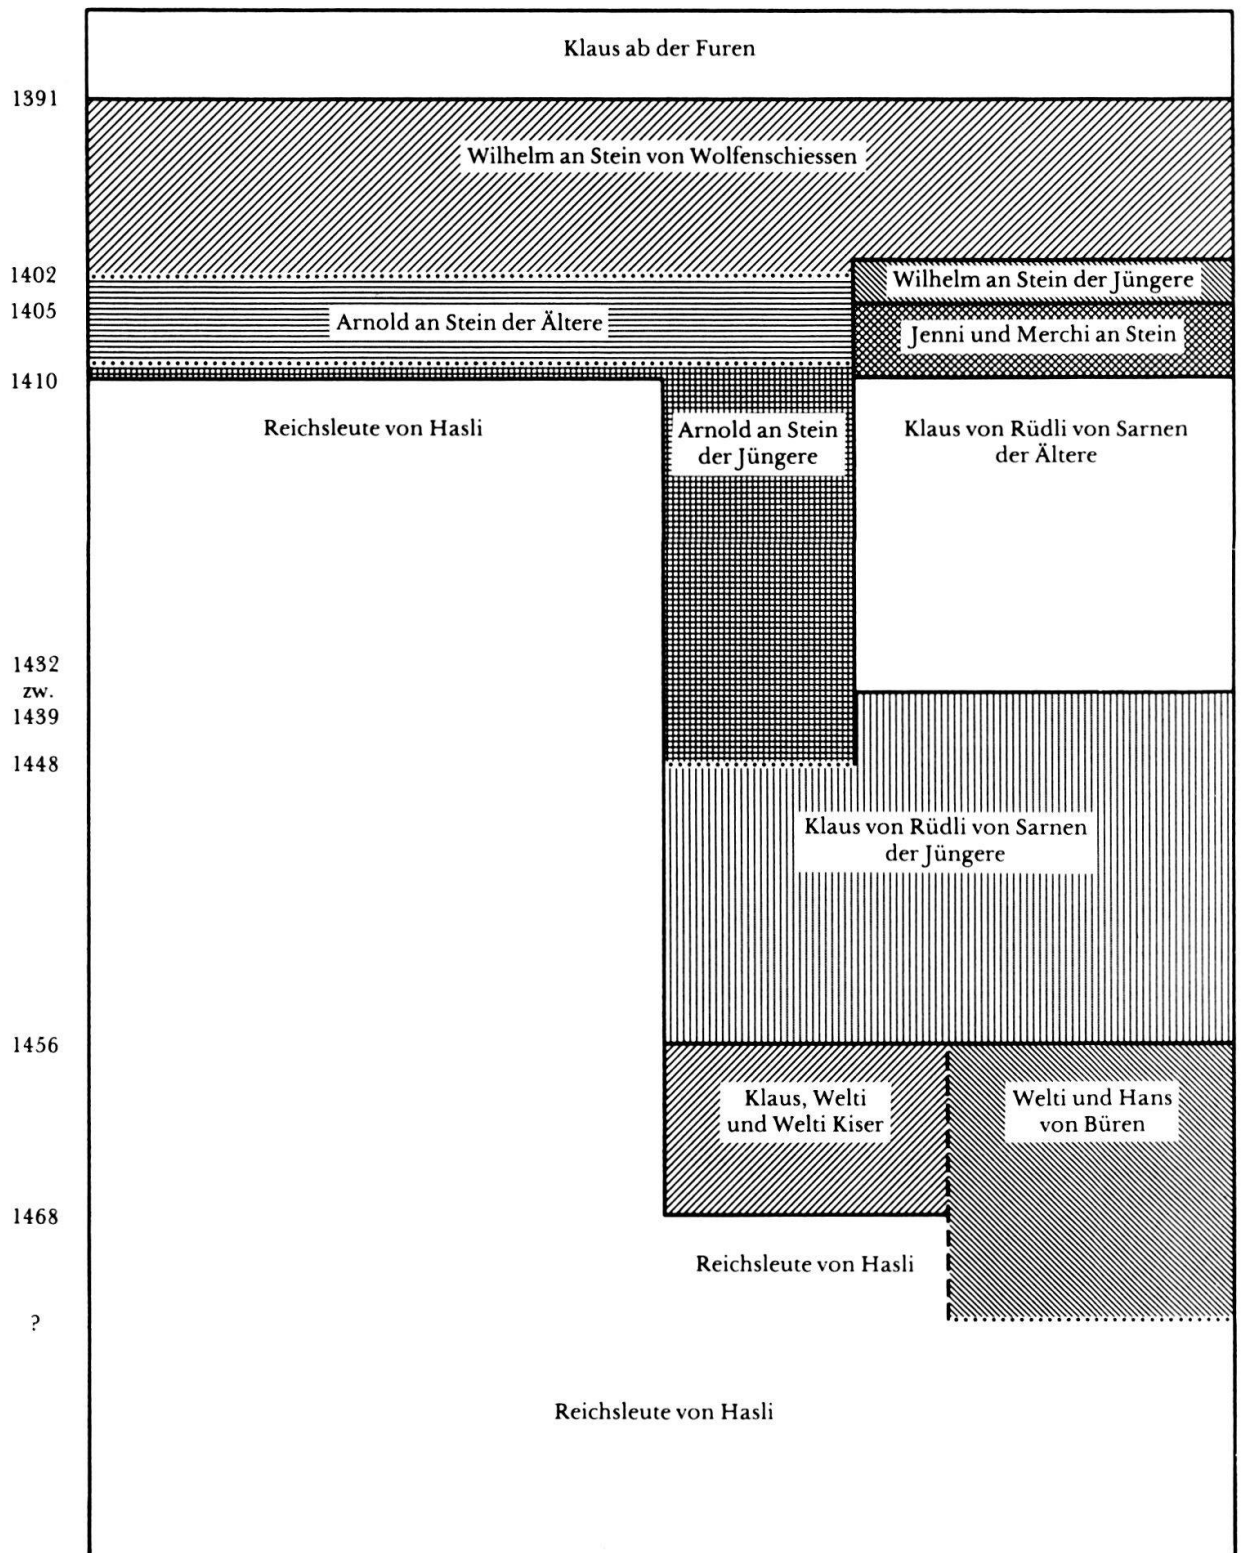 Klaus ab der Furen
1391
Wilhelm an Stein von Wolfenschiessen
1402
Wilhelm an Stein der Jüngere
1405
Arnold an Stein der Ältere
Jenni und Merchi an Stein
1410
Reichsleute von Hasli
Arnold an Stein
der Jüngere
Klaus von Rüdli von Sarnen
der Ältere
1432
zw.
1439
1448
Klaus von Rüdli von Sarnen
der Jüngere
1456
Klaus, Welti
und Welti Kiser
Welti und Hans
von Büren
1468
Reichsleute von Hasli
?
Reichsleute von Hasli